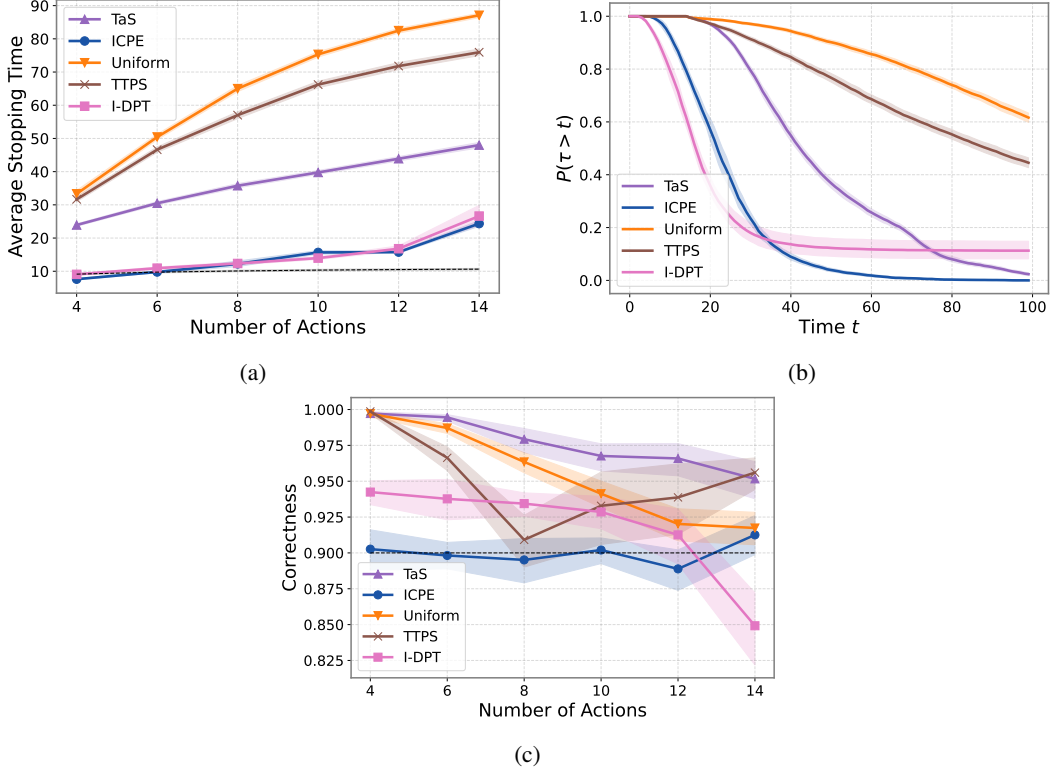 90
80
70
60
50
40
30
20
10
Average Stopping Time
TaS
ICPE
Uniform
TTPS
I-DPT
4
6
8
10
12
14
Number of Actions
(a)
1.0
0.8
0.6
0.4
0.2
0.0
P(τ > t)
TaS
ICPE
Uniform
TTPS
I-DPT
0
20
40
60
80
100
Time t
(b)
1.000
0.975
0.950
0.925
0.900
0.875
0.850
0.825
Correctness
TaS
ICPE
Uniform
TTPS
I-DPT
4
6
8
10
12
14
Number of Actions
(c)